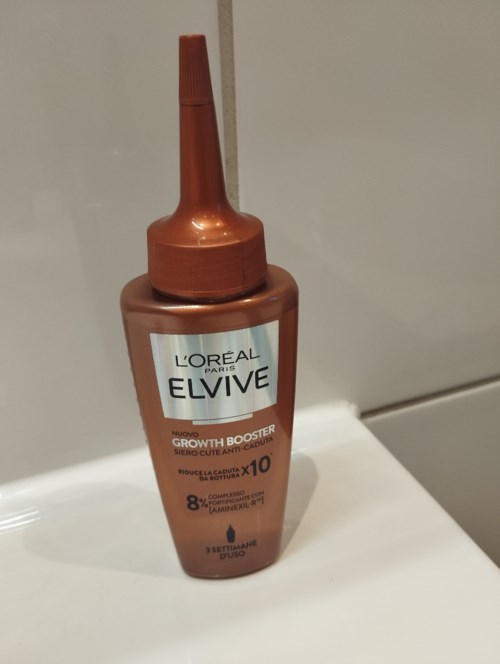 L'ORÉAL
PARIS
ELVIVE
NUOVO
GROWTH BOOSTER
SIERO CUTE ANTI-CADUTA
RIDUCE LA CADUTA
DA ROTTURA x10*
8% COMPLESSO
FORTIFICANTE CON
[AMINEXIL-R™]
3 SETTIMANE
D'USO